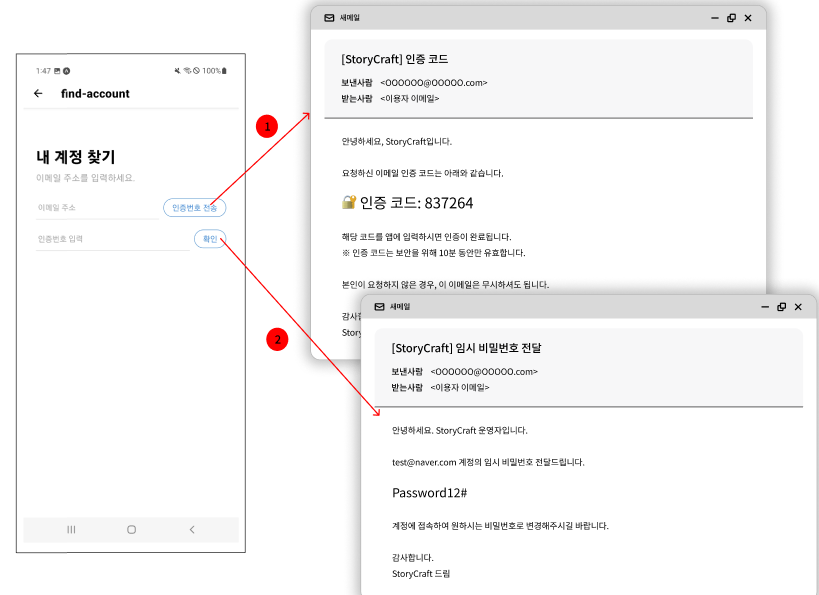 1:47
100%
find-account
내 계정 찾기
이메일 주소를 입력하세요.
이메일 주소
인증번호 전송
인증번호 입력
확인
1
2
새메일
[StoryCraft] 인증 코드
보낸사람 <OOOOOO@OOOOO.com>
받는사람 <이용자 이메일>
안녕하세요, StoryCraft입니다.
요청하신 이메일 인증 코드는 아래와 같습니다.
🔐 인증 코드: 837264
해당 코드를 앱에 입력하시면 인증이 완료됩니다.
※ 인증 코드는 보안을 위해 10분 동안만 유효합니다.
본인이 요청하지 않은 경우, 이 이메일은 무시하셔도 됩니다.
감사합
Story
새메일
[StoryCraft] 임시 비밀번호 전달
보낸사람 <OOOOOO@OOOOO.com>
받는사람 <이용자 이메일>
안녕하세요. StoryCraft 운영자입니다.
test@naver.com 계정의 임시 비밀번호 전달드립니다.
Password12#
계정에 접속하여 원하시는 비밀번호로 변경해주시길 바랍니다.
감사합니다.
StoryCraft 드림